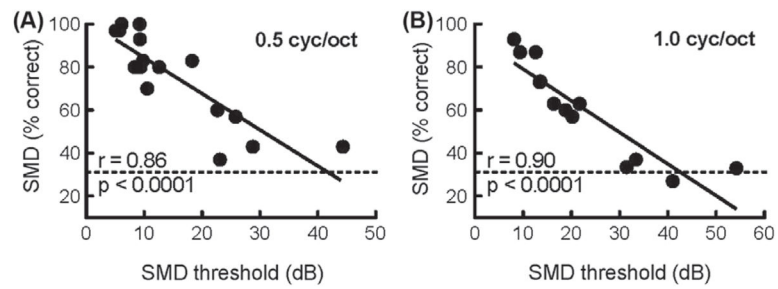 (A)
0.5 cyc/oct
SMD (% correct)
100
80
60
40
20
r = 0.86
p < 0.0001
0 10 20 30 40 50
SMD threshold (dB)
(B)
1.0 cyc/oct
SMD (% correct)
100
80
60
40
20
r = 0.90
p < 0.0001
0 10 20 30 40 50 60
SMD threshold (dB)